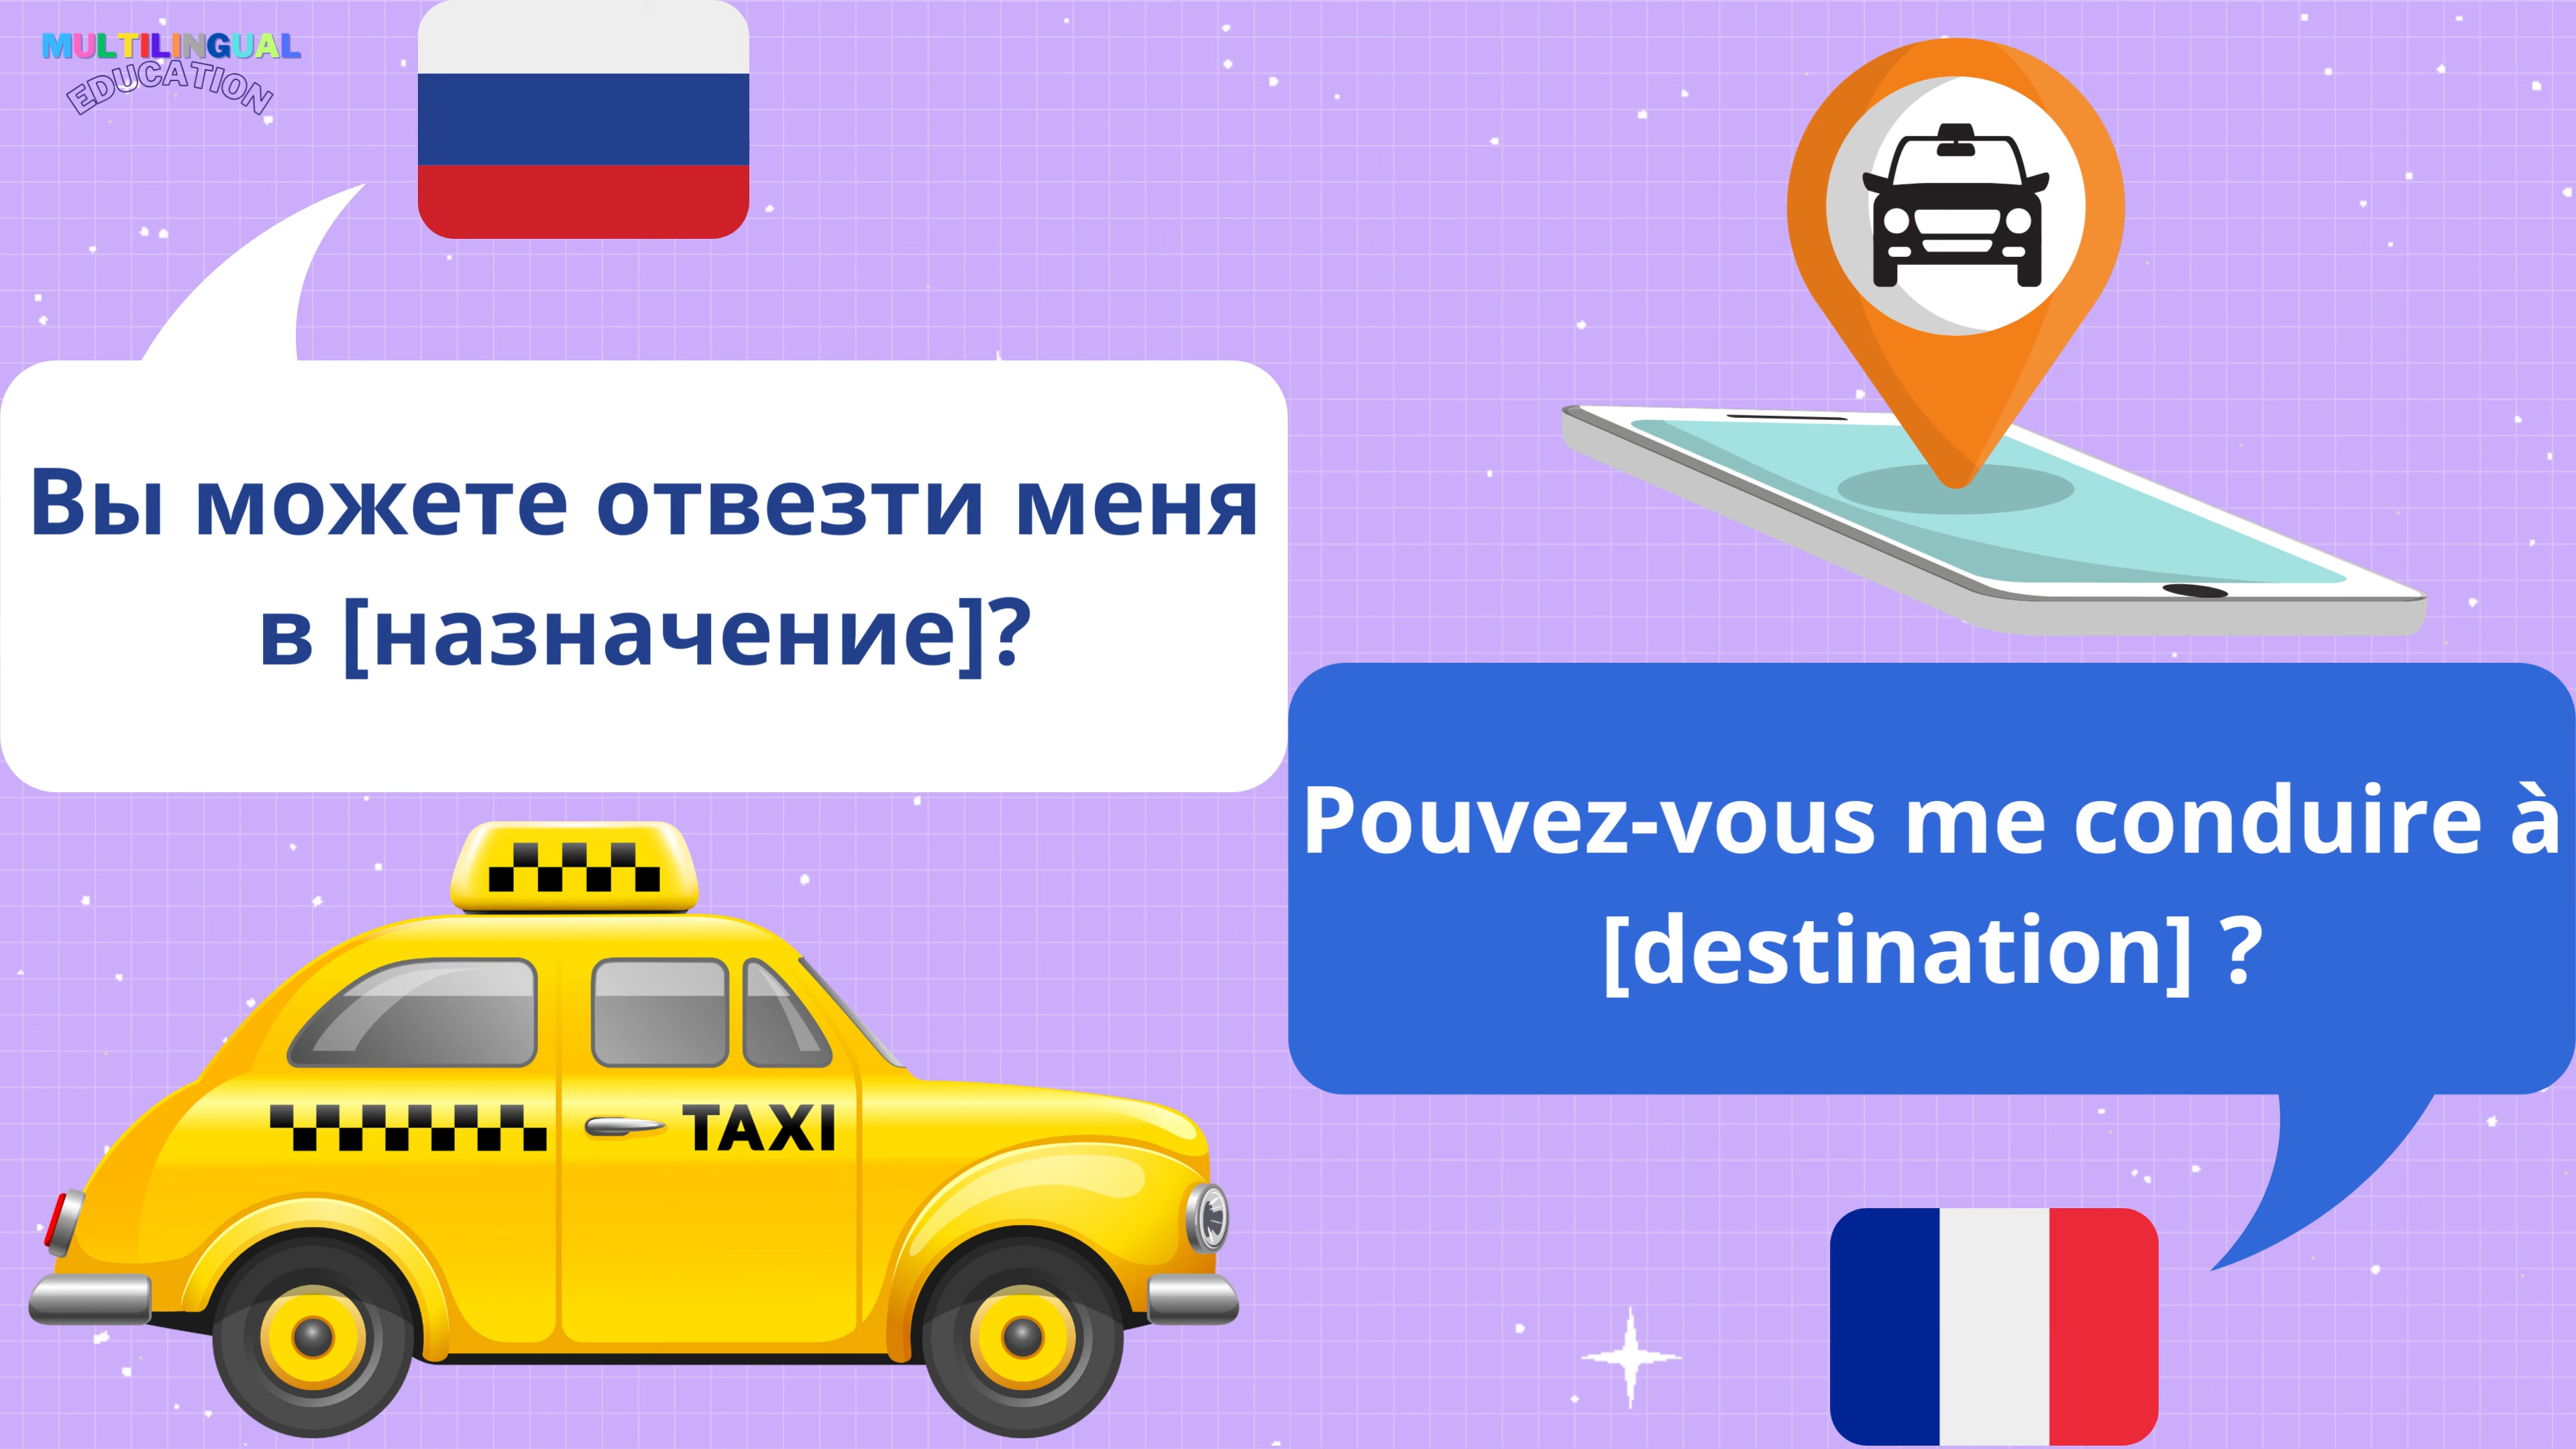 MULTILINGUAL
EDUCATION
Вы можете отвезти меня
в [назначение]?
Pouvez-vous me conduire à
[destination] ?
TAXI